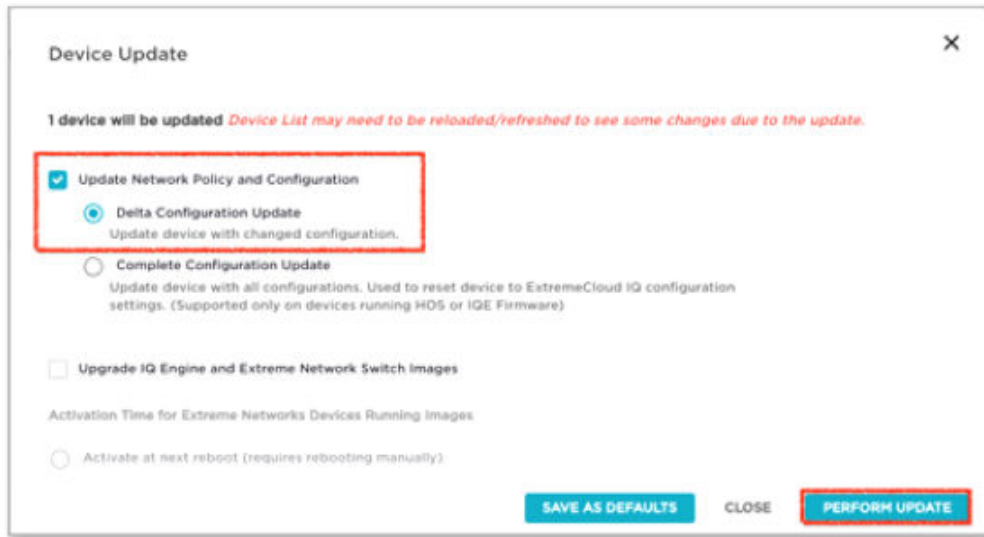 Device Update
1 device will be updated Device List may need to be reloaded/refreshed to see some changes due to the update.
Update Network Policy and Configuration
Delta Configuration Update
Update device with changed configuration.
Complete Configuration Update
Update device with all configurations. Used to reset device to ExtremeCloud IQ configuration
settings. (Supported only on devices running HOS or IQE Firmware)
Upgrade IQ Engine and Extreme Network Switch Images
Activation Time for Extreme Networks Devices Running Images
Activate at next reboot (requires rebooting manually)
SAVE AS DEFAULTS CLOSE PERFORM UPDATE